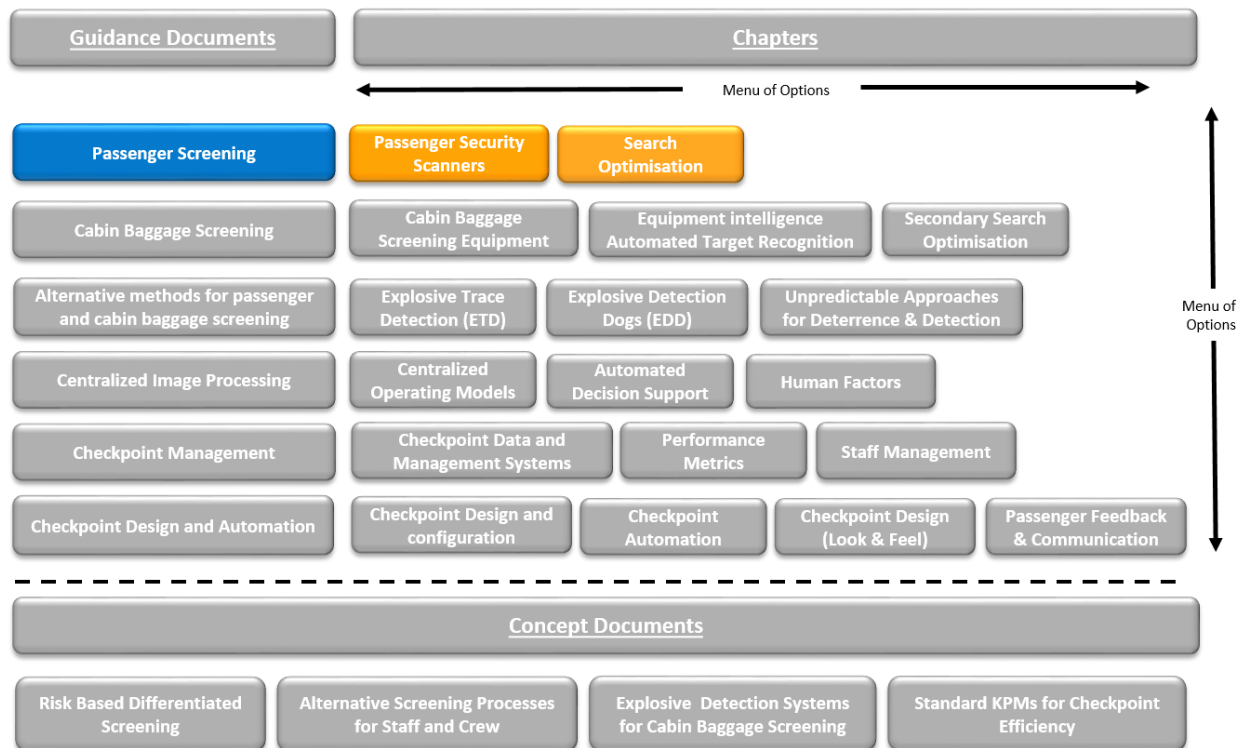 Guidance Documents
Chapters
Menu of Options
Passenger Screening
Passenger Security
Scanners
Search
Optimisation
Cabin Baggage Screening
Cabin Baggage
Screening Equipment
Equipment intelligence
Automated Target Recognition
Secondary Search
Optimisation
Alternative methods for passenger
and cabin baggage screening
Explosive Trace
Detection (ETD)
Explosive Detection
Dogs (EDD)
Unpredictable Approaches
for Deterrence & Detection
Menu of
Options
Centralized Image Processing
Centralized
Operating Models
Automated
Decision Support
Human Factors
Checkpoint Management
Checkpoint Data and
Management Systems
Performance
Metrics
Staff Management
Checkpoint Design and Automation
Checkpoint Design and
configuration
Checkpoint
Automation
Checkpoint Design
(Look & Feel)
Passenger Feedback
& Communication
Concept Documents
Risk Based Differentiated
Screening
Alternative Screening Processes
for Staff and Crew
Explosive Detection Systems
for Cabin Baggage Screening
Standard KPMs for Checkpoint
Efficiency